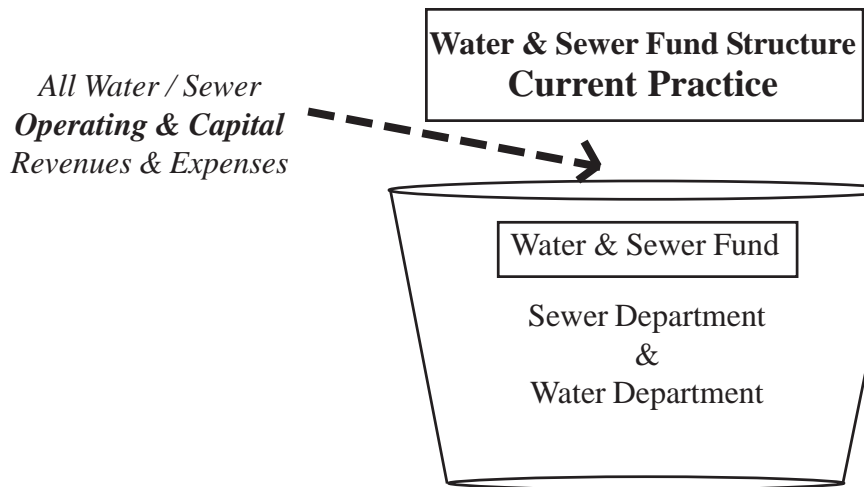 Water & Sewer Fund Structure
Current Practice
All Water / Sewer
Operating & Capital
Revenues & Expenses
Water & Sewer Fund
Sewer Department
&
Water Department